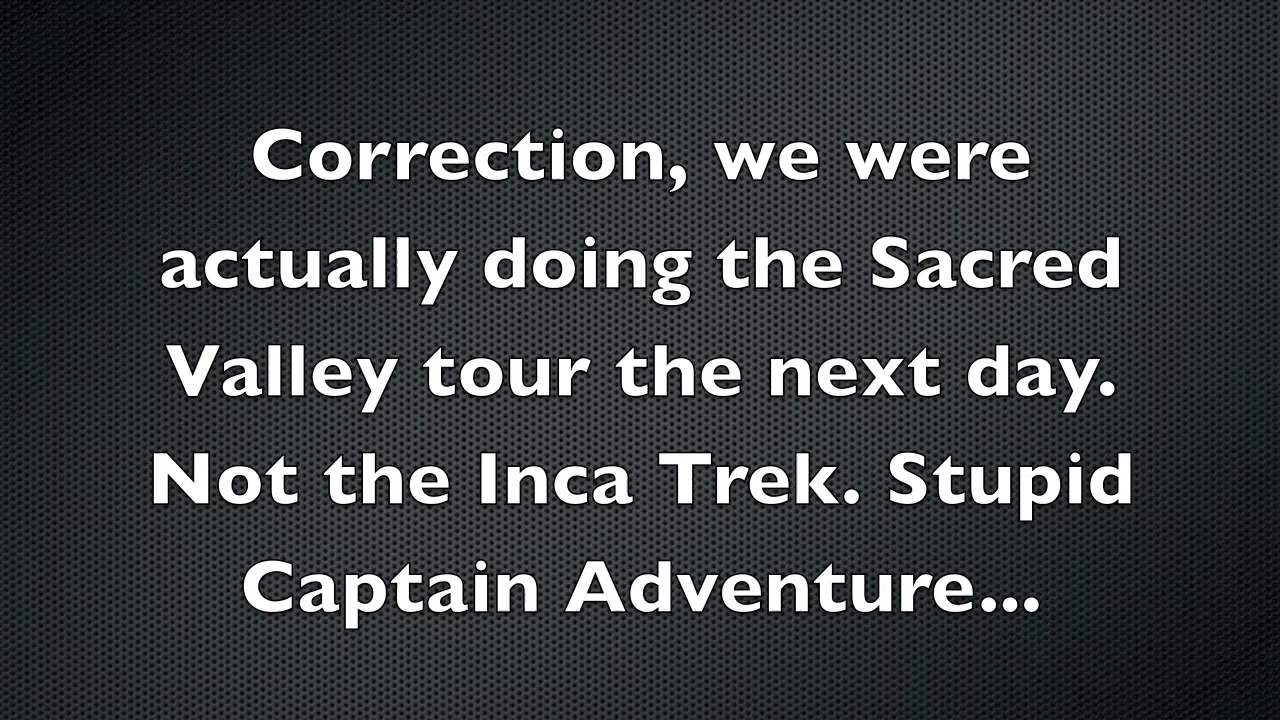 Correction, we were
actually doing the Sacred
Valley tour the next day.
Not the Inca Trek. Stupid
Captain Adventure...